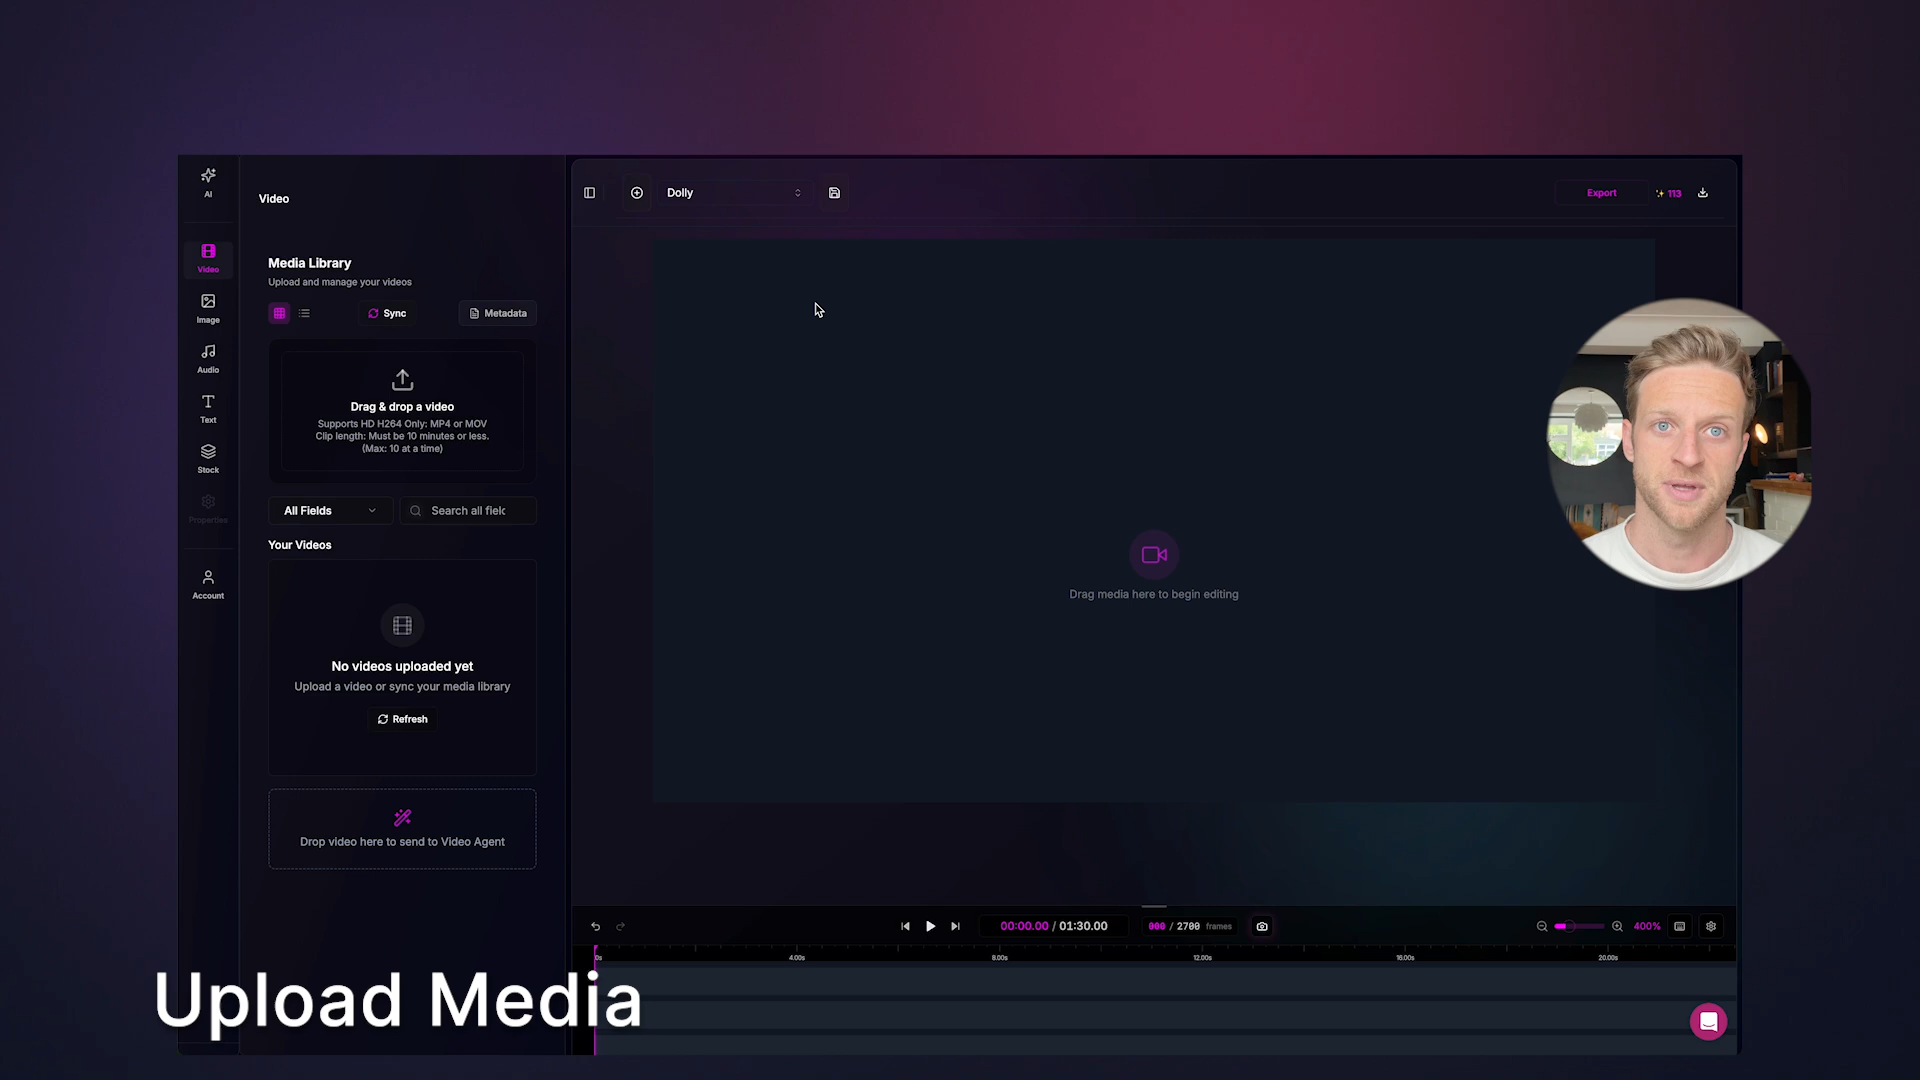 AI
Video
Image
Audio
Text
Stock
Properties
Account
Video
Media Library
Upload and manage your videos
Sync
Metadata
Drag & drop a video
Supports HD H264 Only: MP4 or MOV
Clip length: Must be 10 minutes or less.
(Max: 10 at a time)
All Fields
Search all fielc
Your Videos
No videos uploaded yet
Upload a video or sync your media library
Refresh
Drop video here to send to Video Agent
Dolly
Export
113
Drag media here to begin editing
00:00.00 / 01:30.00
000 / 2700 frames
400%
0s
4.00s
8.00s
12.00s
16.00s
20.00s
Upload Media